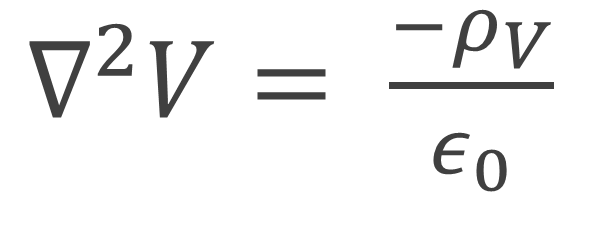 ∇²V = −ρ_V / ϵ₀